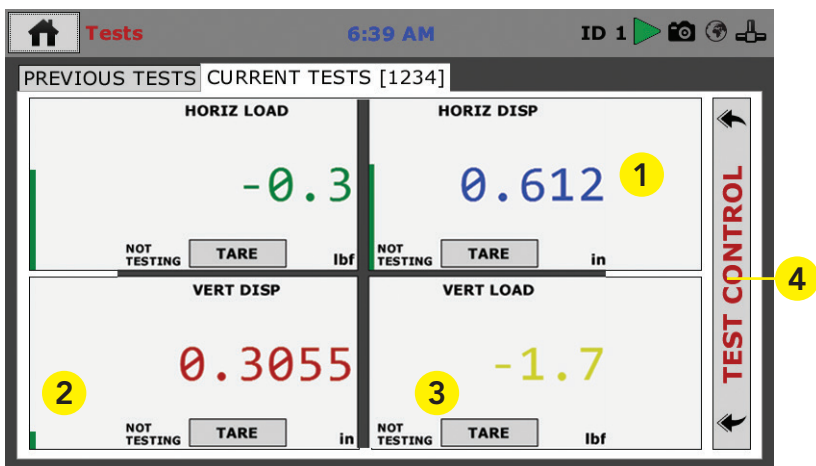 Tests 6:39 AM ID 1
PREVIOUS TESTS CURRENT TESTS [1234]
HORIZ LOAD
-0.3
NOT
TESTING
TARE
lbf
HORIZ DISP
0.612
1
NOT
TESTING
TARE
in
VERT DISP
0.3055
2
NOT
TESTING
TARE
in
VERT LOAD
-1.7
3
NOT
TESTING
TARE
lbf
TEST CONTROL
4